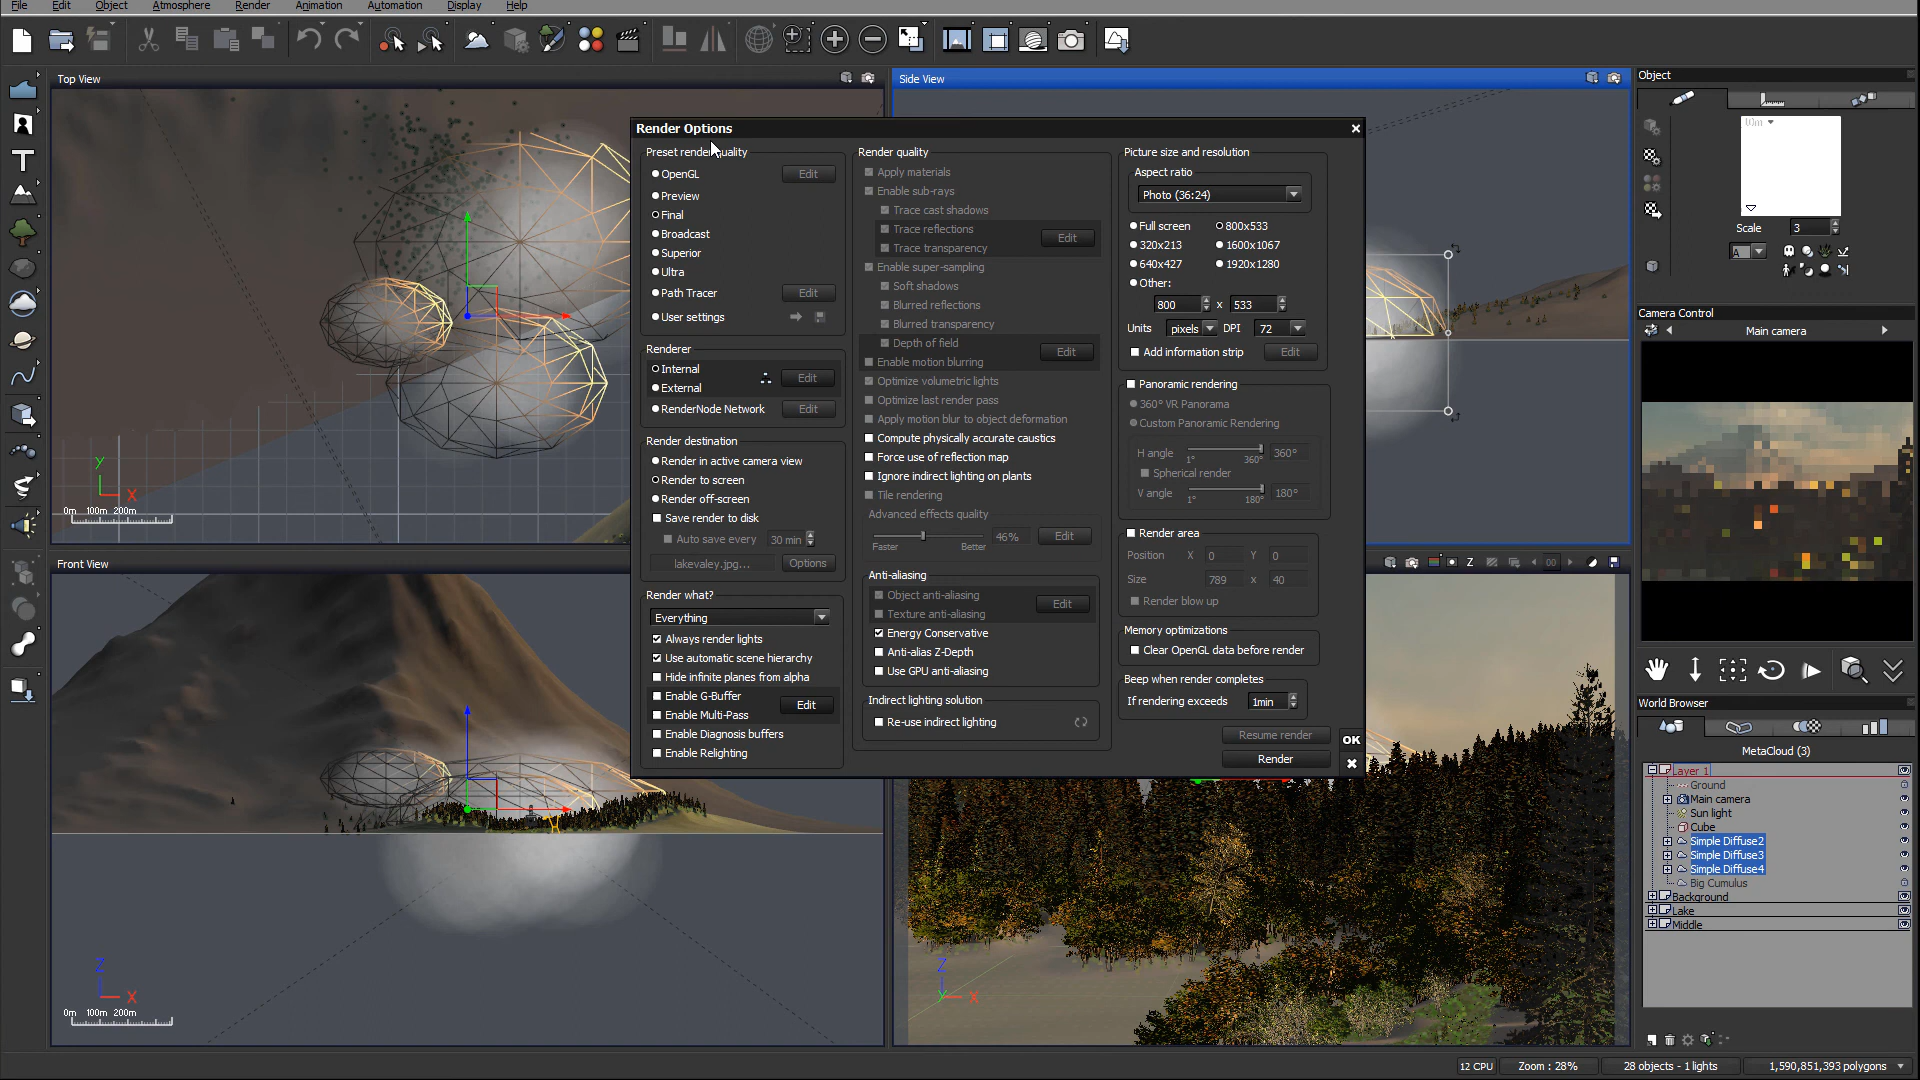 File Edit Object Atmosphere Render Animation Automation Display Help
Top View
Side View
Front View
Y
X
0m 100m 200m
Z
X
0m 100m 200m
Z
Y
X
Z
00
Render Options
Preset render quality
OpenGL
Edit
Preview
Final
Broadcast
Superior
Ultra
Path Tracer
Edit
User settings
Renderer
Internal
External
Edit
RenderNode Network
Edit
Render destination
Render in active camera view
Render to screen
Render off-screen
Save render to disk
Auto save every 30 min
lakevaley.jpg...
Options
Render what?
Everything
Always render lights
Use automatic scene hierarchy
Hide infinite planes from alpha
Enable G-Buffer
Edit
Enable Multi-Pass
Enable Diagnosis buffers
Enable Relighting
Render quality
Apply materials
Enable sub-rays
Trace cast shadows
Trace reflections
Edit
Trace transparency
Enable super-sampling
Soft shadows
Blurred reflections
Blurred transparency
Depth of field
Edit
Enable motion blurring
Optimize volumetric lights
Optimize last render pass
Apply motion blur to object deformation
Compute physically accurate caustics
Force use of reflection map
Ignore indirect lighting on plants
Tile rendering
Advanced effects quality
46%
Edit
Faster
Better
Anti-aliasing
Object anti-aliasing
Edit
Texture anti-aliasing
Energy Conservative
Anti-alias Z-Depth
Use GPU anti-aliasing
Indirect lighting solution
Re-use indirect lighting
Picture size and resolution
Aspect ratio
Photo (36:24)
Full screen
800x533
320x213
1600x1067
640x427
1920x1280
Other:
800 x 533
Units pixels DPI 72
Add information strip
Edit
Panoramic rendering
360° VR Panorama
Custom Panoramic Rendering
H angle 1° 360° 360°
Spherical render
V angle 1° 180° 180°
Render area
Position X 0 Y 0
Size 789 x 40
Render blow up
Memory optimizations
Clear OpenGL data before render
Beep when render completes
If rendering exceeds 1min
Resume render
OK
Render
Object
Scale 3
A
Camera Control
Main camera
World Browser
MetaCloud (3)
Layer 1
Ground
Main camera
Sun light
Cube
Simple Diffuse2
Simple Diffuse3
Simple Diffuse4
Big Cumulus
Background
Lake
Middle
12 CPU
Zoom : 28%
28 objects - 1 lights
1,590,851,393 polygons